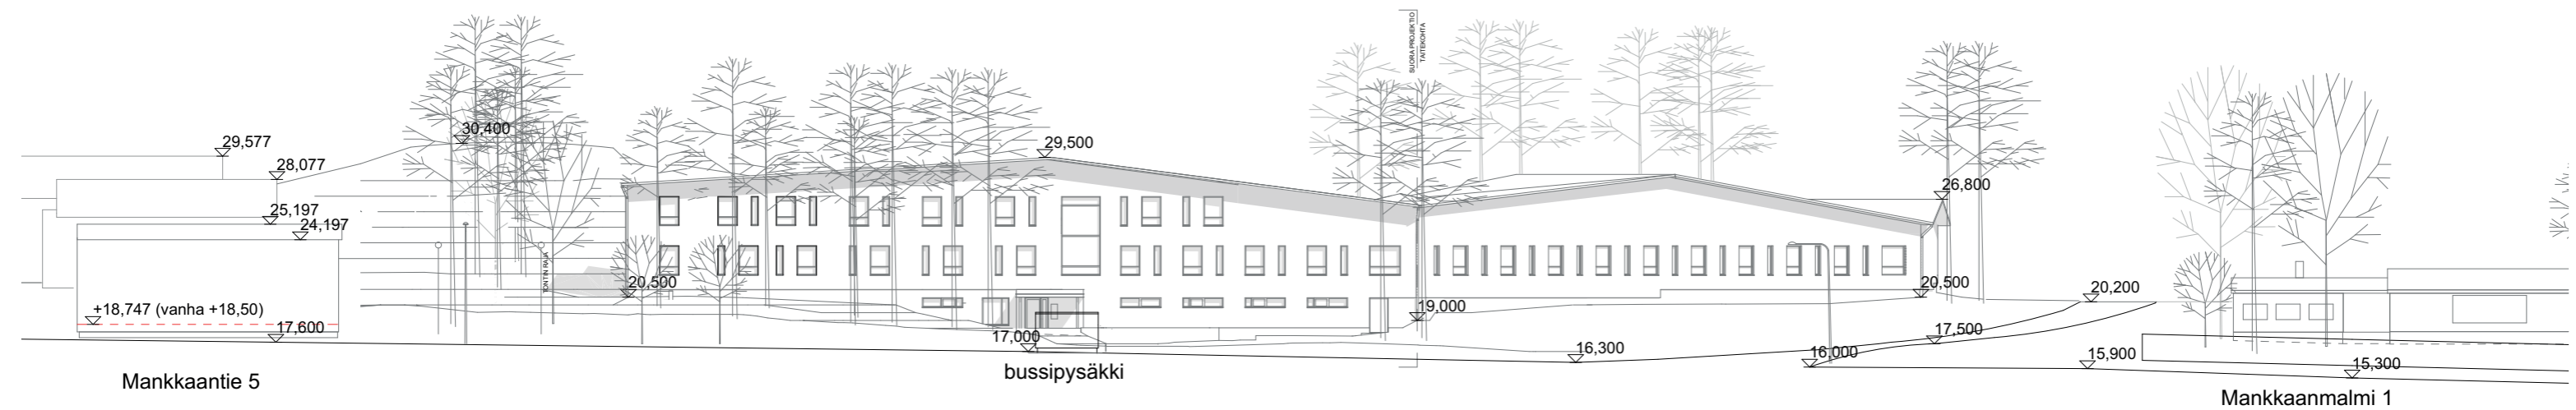 SUORA PROJEKTIO
TAITEKOHTA
29,577
30,400
29,500
28,077
26,800
25,197
24,197
TONTIN RAJA
20,500
20,500
20,200
+18,747 (vanha +18,50)
19,000
17,600
17,000
17,500
16,300
16,000
15,900
15,300
Mankkaantie 5
bussipysäkki
Mankkaanmalmi 1